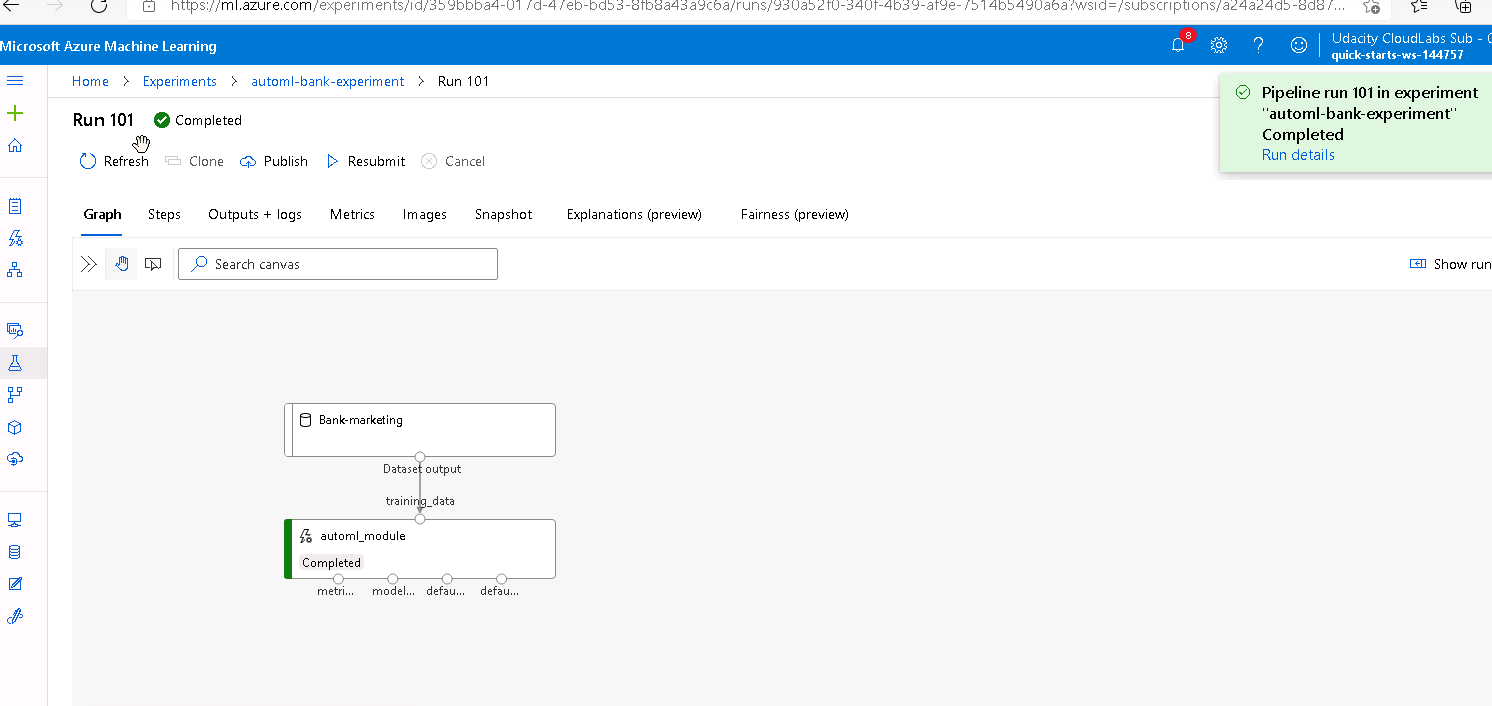 https://ml.azure.com/experiments/id/359bbba4-017d-47eb-bd53-8fb8a43a9c6a/runs/930a52f0-340f-4b39-af9e-7514b5490a6a?wsid=/subscriptions/a24a24d5-8d87...
Microsoft Azure Machine Learning
8
Udacity CloudLabs Sub -
quick-starts-ws-144757
Home > Experiments > automl-bank-experiment > Run 101
Pipeline run 101 in experiment
"automl-bank-experiment"
Completed
Run details
Run 101 Completed
Refresh Clone Publish Resubmit Cancel
Graph Steps Outputs + logs Metrics Images Snapshot Explanations (preview) Fairness (preview)
Search canvas
Show run
Bank-marketing
Dataset output
training_data
automl_module
Completed
metri... model... defau... defau...